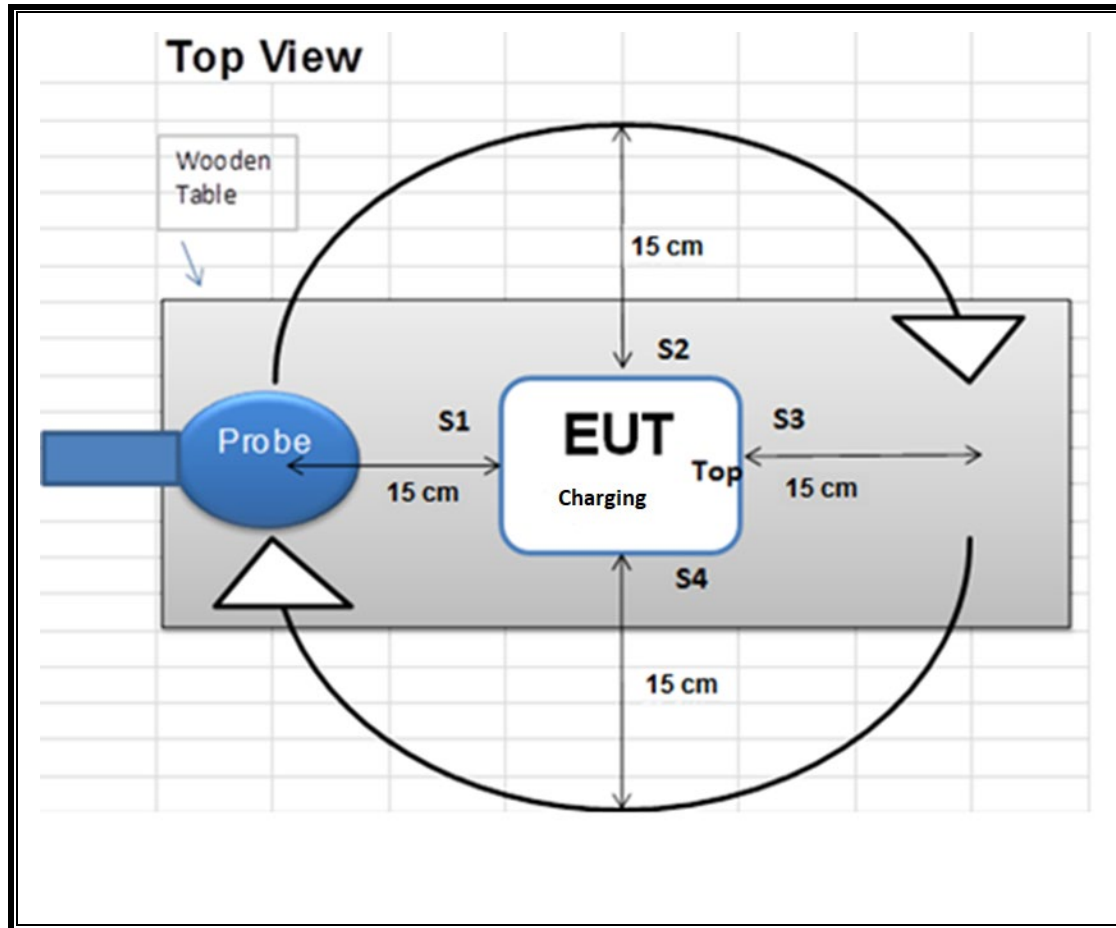 Top View
Wooden
Table
15 cm
S2
S1
EUT
S3
Probe
Top
15 cm
Charging
15 cm
S4
15 cm